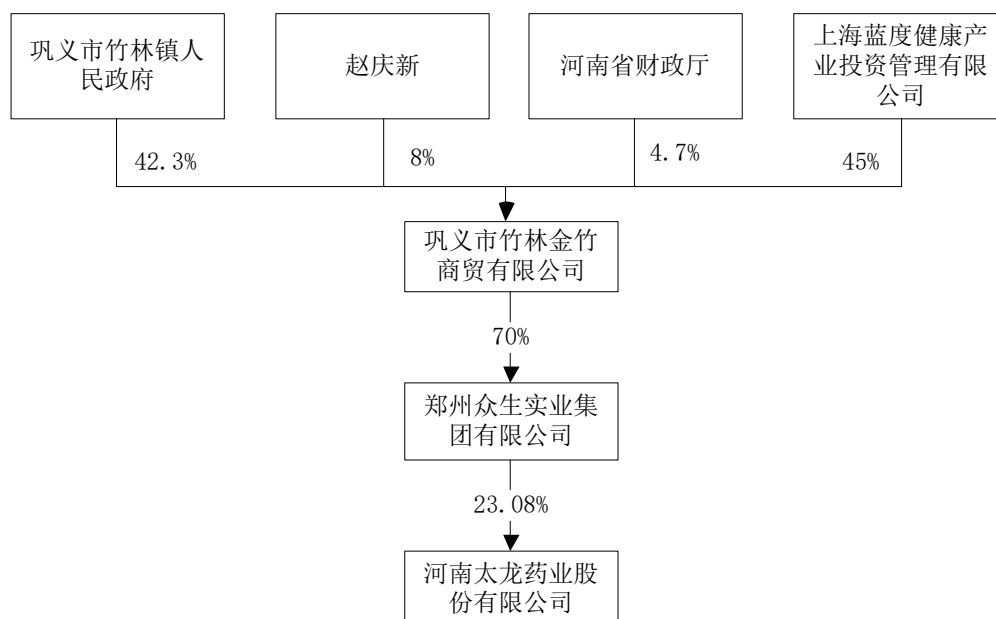 巩义市竹林镇人
民政府
赵庆新
河南省财政厅
上海蓝度健康产
业投资管理有限
公司
42.3%
8%
4.7%
45%
巩义市竹林金竹
商贸有限公司
70%
郑州众生实业集
团有限公司
23.08%
河南太龙药业股
份有限公司